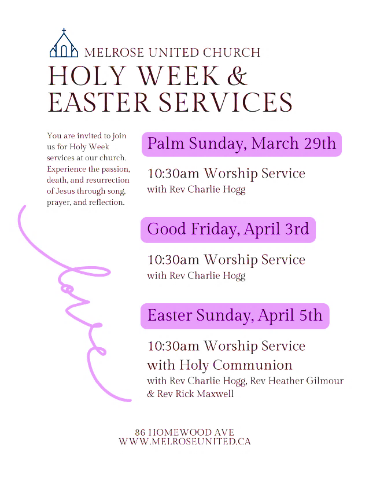 MELROSE UNITED CHURCH
HOLY WEEK &
EASTER SERVICES
You are invited to join
us for Holy Week
services at our church.
Experience the passion,
death, and resurrection
of Jesus through song,
prayer, and reflection.
Palm Sunday, March 29th
10:30am Worship Service
with Rev Charlie Hogg
Good Friday, April 3rd
10:30am Worship Service
with Rev Charlie Hogg
Easter Sunday, April 5th
10:30am Worship Service
with Holy Communion
with Rev Charlie Hogg, Rev Heather Gilmour
& Rev Rick Maxwell
86 HOMEWOOD AVE
WWW.MELROSEUNITED.CA